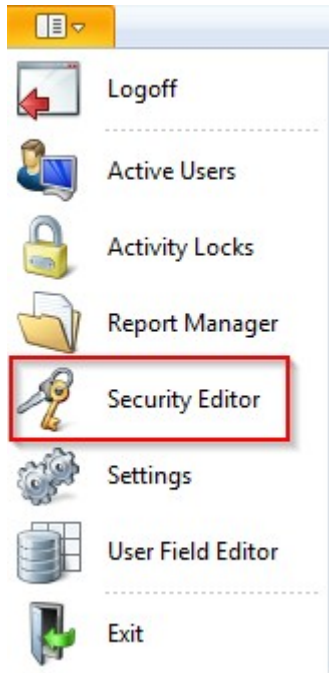 Logoff
Active Users
Activity Locks
Report Manager
Security Editor
Settings
User Field Editor
Exit